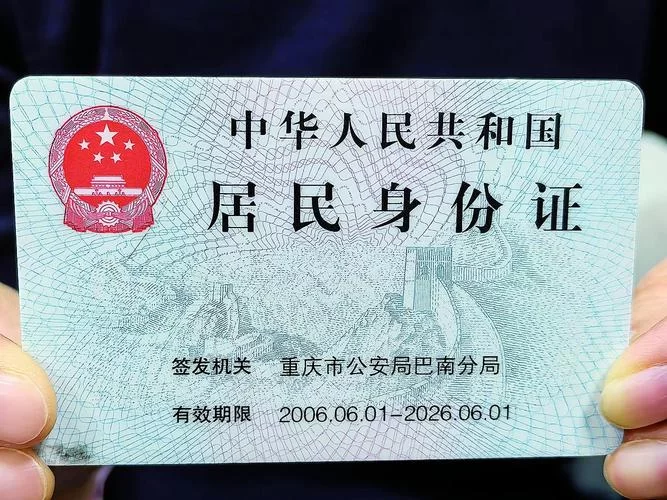 中华人民共和国
居民身份证
签发机关 重庆市公安局巴南分局
有效期限 2006.06.01-2026.06.01